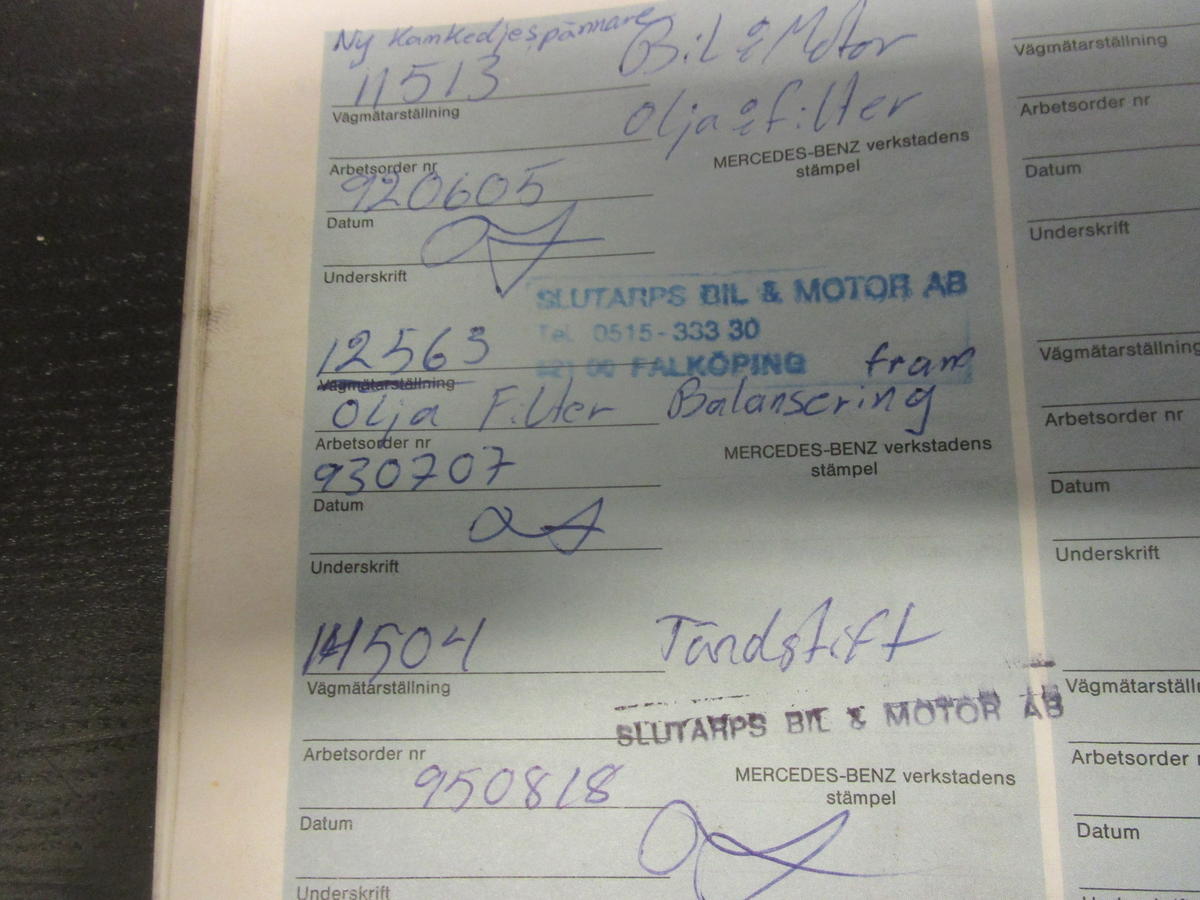 Ny Kamkedjespännare
Bil & Motor
11513
Vägmätarställning
Olja & filter
Arbetsorder nr
MERCEDES-BENZ verkstadens
stämpel
920605
Datum
Underskrift
SLUTARPS BIL & MOTOR AB
Tel. 0515-333 30
521 00 FALKÖPING
12563
fram
Vägmätarställning
Olja Filter Balansering
Arbetsorder nr
MERCEDES-BENZ verkstadens
stämpel
930707
Datum
Underskrift
14504
Tändstift
Vägmätarställning
SLUTARPS BIL & MOTOR AB
Arbetsorder nr
MERCEDES-BENZ verkstadens
stämpel
950818
Datum
Underskrift
Vägmätarställning
Arbetsorder nr
Datum
Underskrift
Vägmätarställning
Arbetsorder nr
Datum
Underskrift
Vägmätarställn
Arbetsorder
Datum